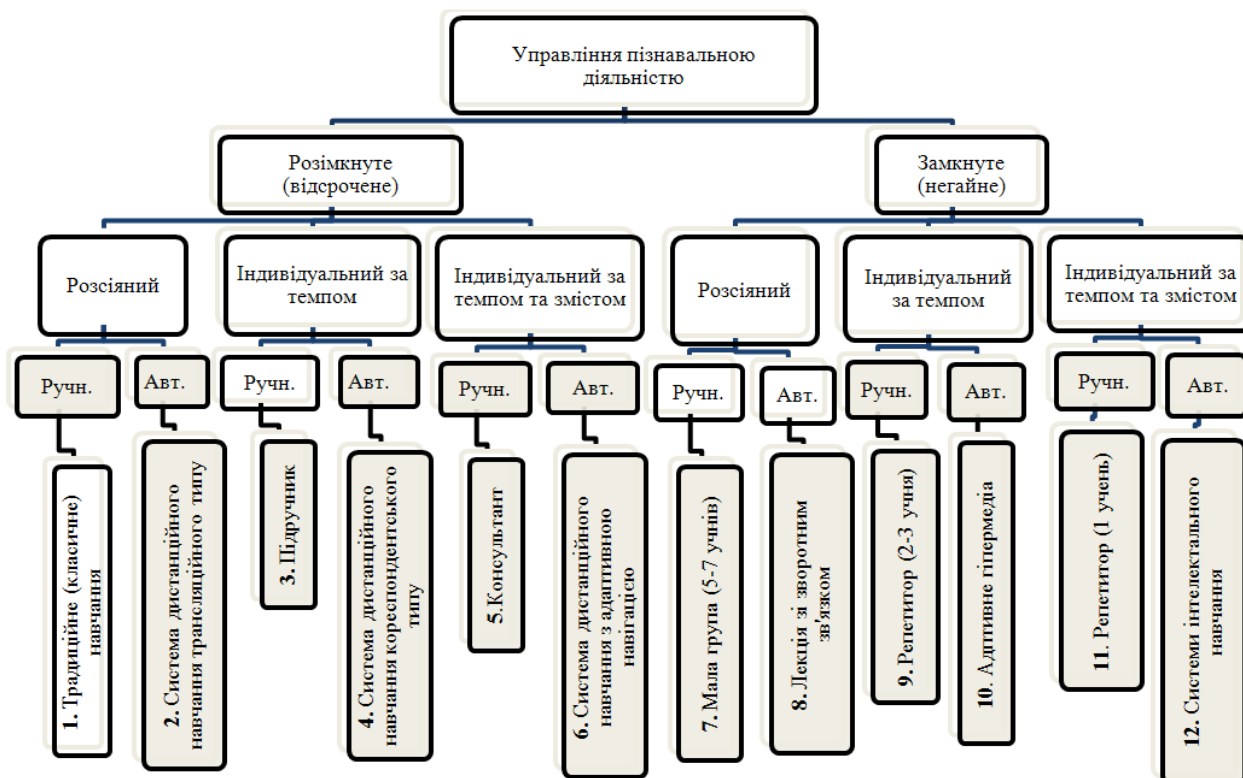 Управління пізнавальною
діяльністю
Розімкнуте
(відсрочене)
Замкнуте
(негайне)
Розсіяний
Індивідуальний за
темпом
Індивідуальний за
темпом та змістом
Розсіяний
Індивідуальний
за темпом
Індивідуальний за
темпом та змістом
Ручн.
Авт.
Ручн.
Авт.
Ручн.
Авт.
Ручн.
Авт.
Ручн.
Авт.
Ручн.
Авт.
1. Традиційне (класичне)
навчання
2. Система дистанційного
навчання трансляційного типу
3. Підручник
4. Система дистанційного
навчання кореспондентського
типу
5. Консультант
6. Система дистанційного
навчання з адаптивною
навігацією
7. Мала група (5-7 учнів)
8. Лекція зі зворотним
зв'язком
9. Репетитор (2-3 учня)
10. Адптивне гіпермедіа
11. Репетитор (1 учень)
12. Системи інтелектального
навчання